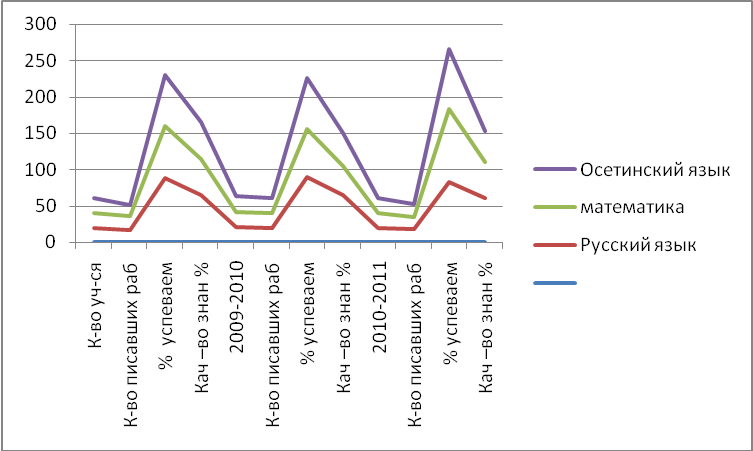 300
250
200
150
100
50
0
К-во уч-ся
К-во писавших раб
% успеваем
Кач –во знан %
2009-2010
К-во писавших раб
% успеваем
Кач –во знан %
2010-2011
К-во писавших раб
% успеваем
Кач –во знан %
Осетинский язык
математика
Русский язык